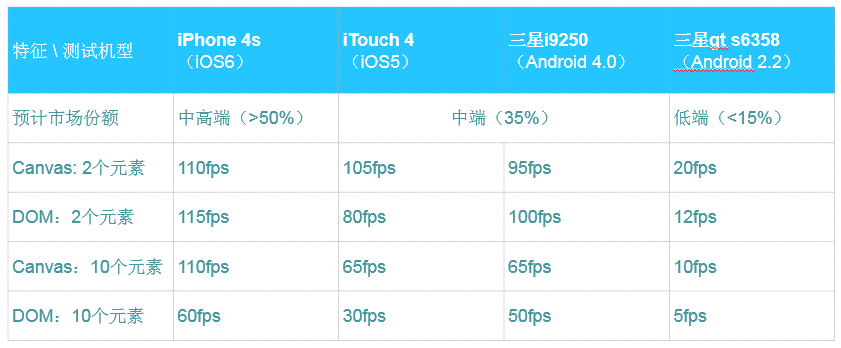 特征 \ 测试机型
iPhone 4s
（iOS6）
iTouch 4
（iOS5）
三星i9250
（Android 4.0）
三星gt s6358
（Android 2.2）
预计市场份额 中高端（>50%） 中端（35%） 低端（<15%）
Canvas: 2个元素 110fps 105fps 95fps 20fps
DOM：2个元素 115fps 80fps 100fps 12fps
Canvas：10个元素 110fps 65fps 65fps 10fps
DOM：10个元素 60fps 30fps 50fps 5fps